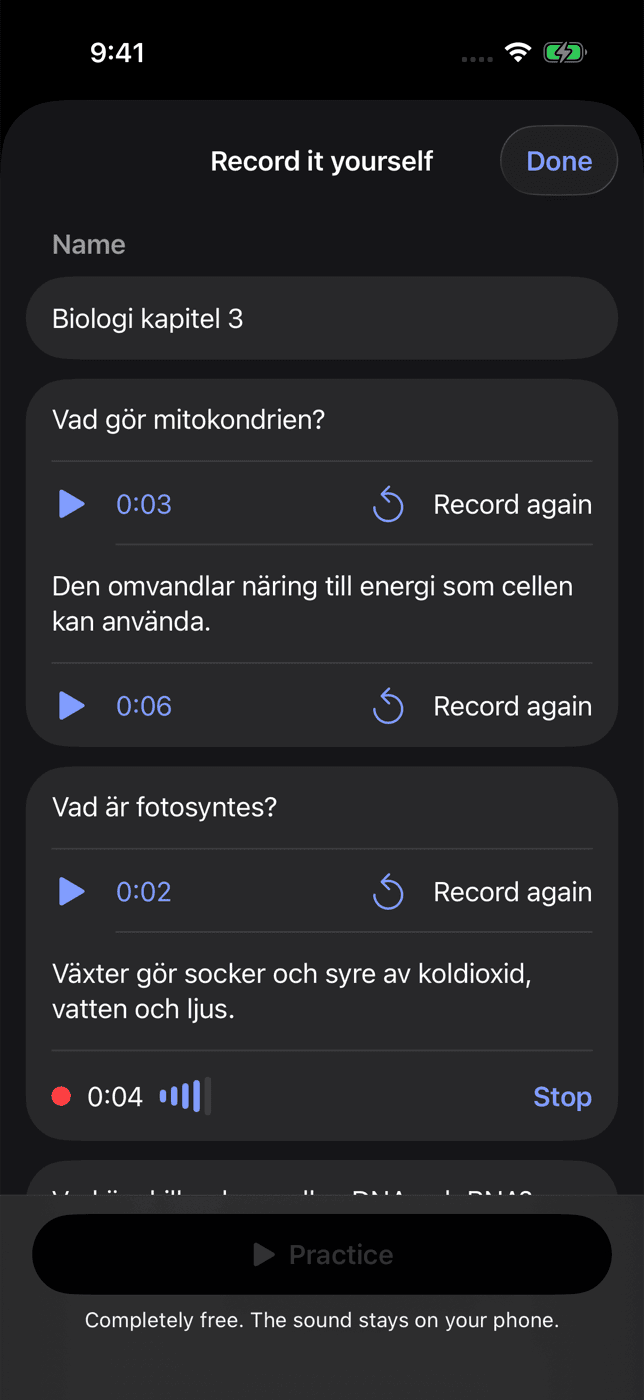 9:41
Record it yourself
Done
Name
Biologi kapitel 3
Vad gör mitokondrien?
0:03
Record again
Den omvandlar näring till energi som cellen
kan använda.
0:06
Record again
Vad är fotosyntes?
0:02
Record again
Växter gör socker och syre av koldioxid,
vatten och ljus.
0:04
Stop
DNA
RNA?
Practice
Completely free. The sound stays on your phone.